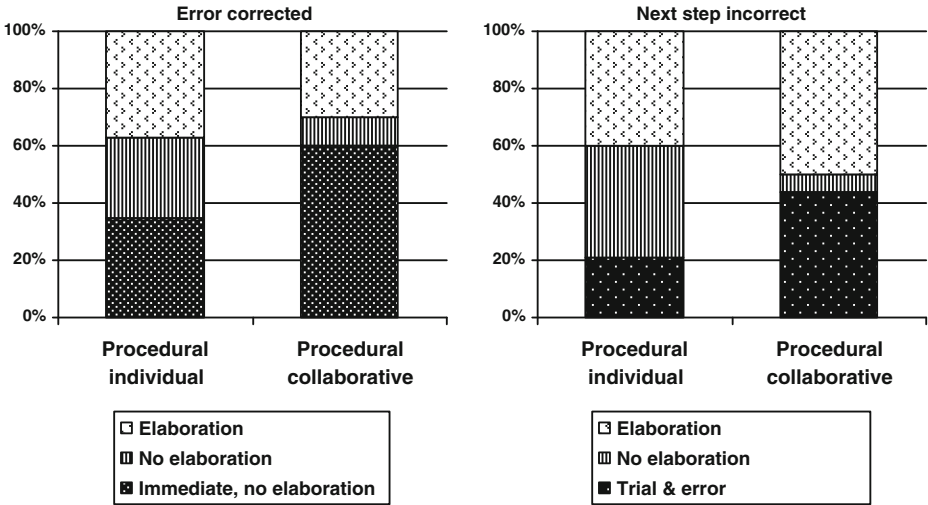 Error corrected
100%
80%
60%
40%
20%
0%
Procedural
individual
Procedural
collaborative
Elaboration
No elaboration
Immediate, no elaboration
Next step incorrect
100%
80%
60%
40%
20%
0%
Procedural
individual
Procedural
collaborative
Elaboration
No elaboration
Trial & error